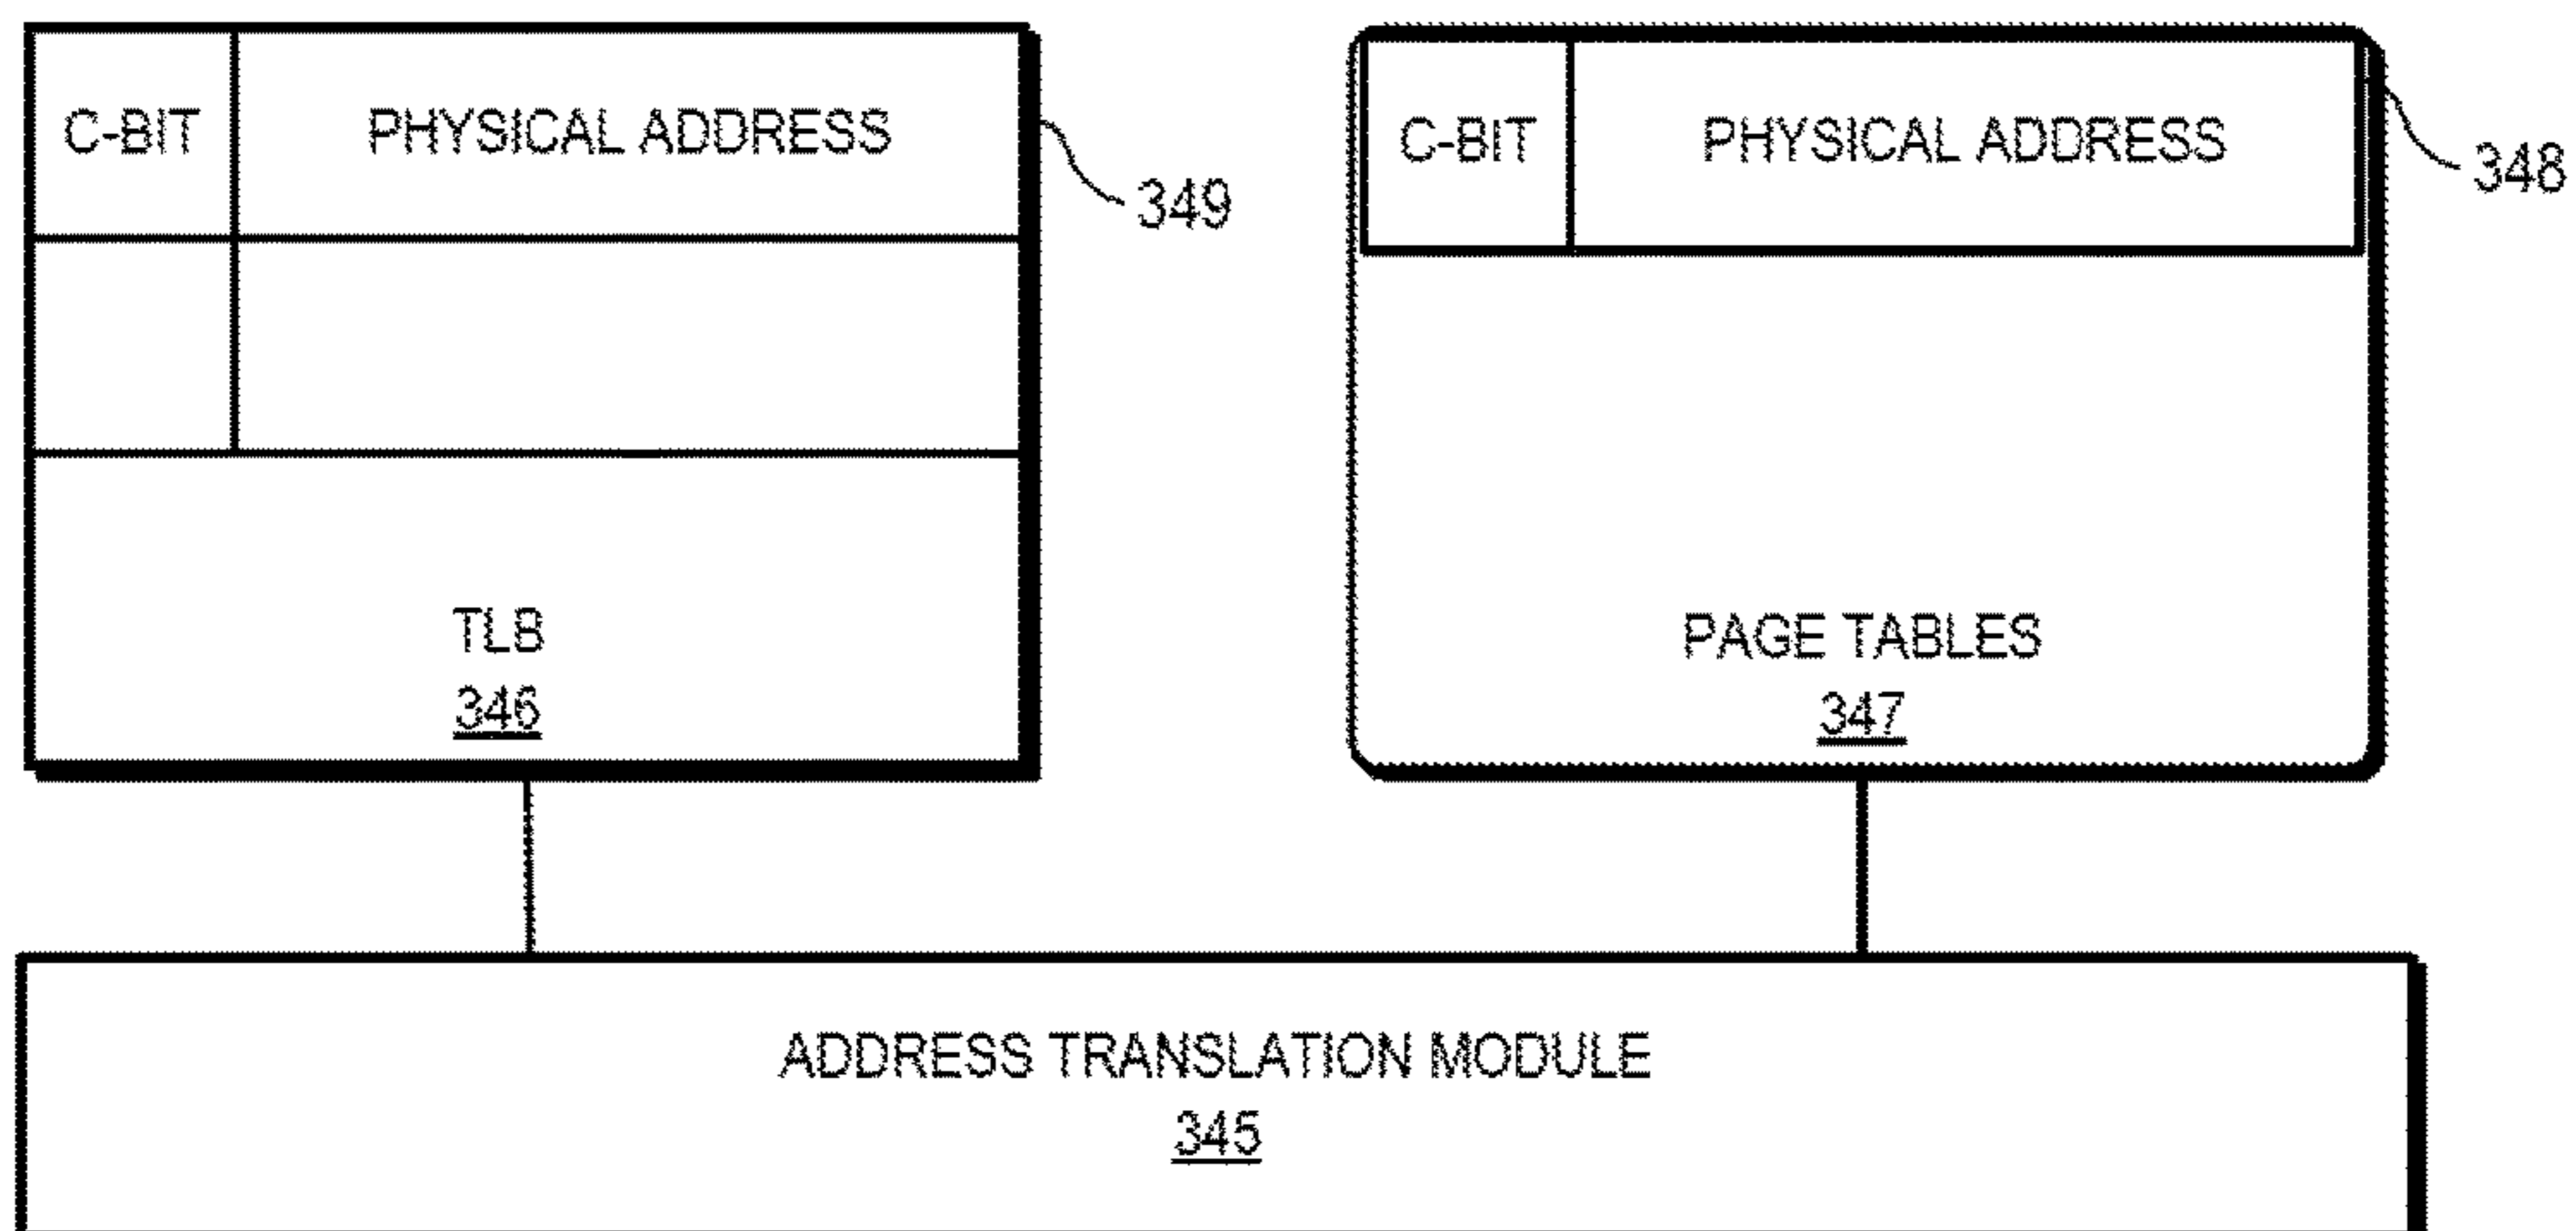 C-BIT PHYSICAL ADDRESS
349
TLB
346
C-BIT PHYSICAL ADDRESS
348
PAGE TABLES
347
ADDRESS TRANSLATION MODULE
345